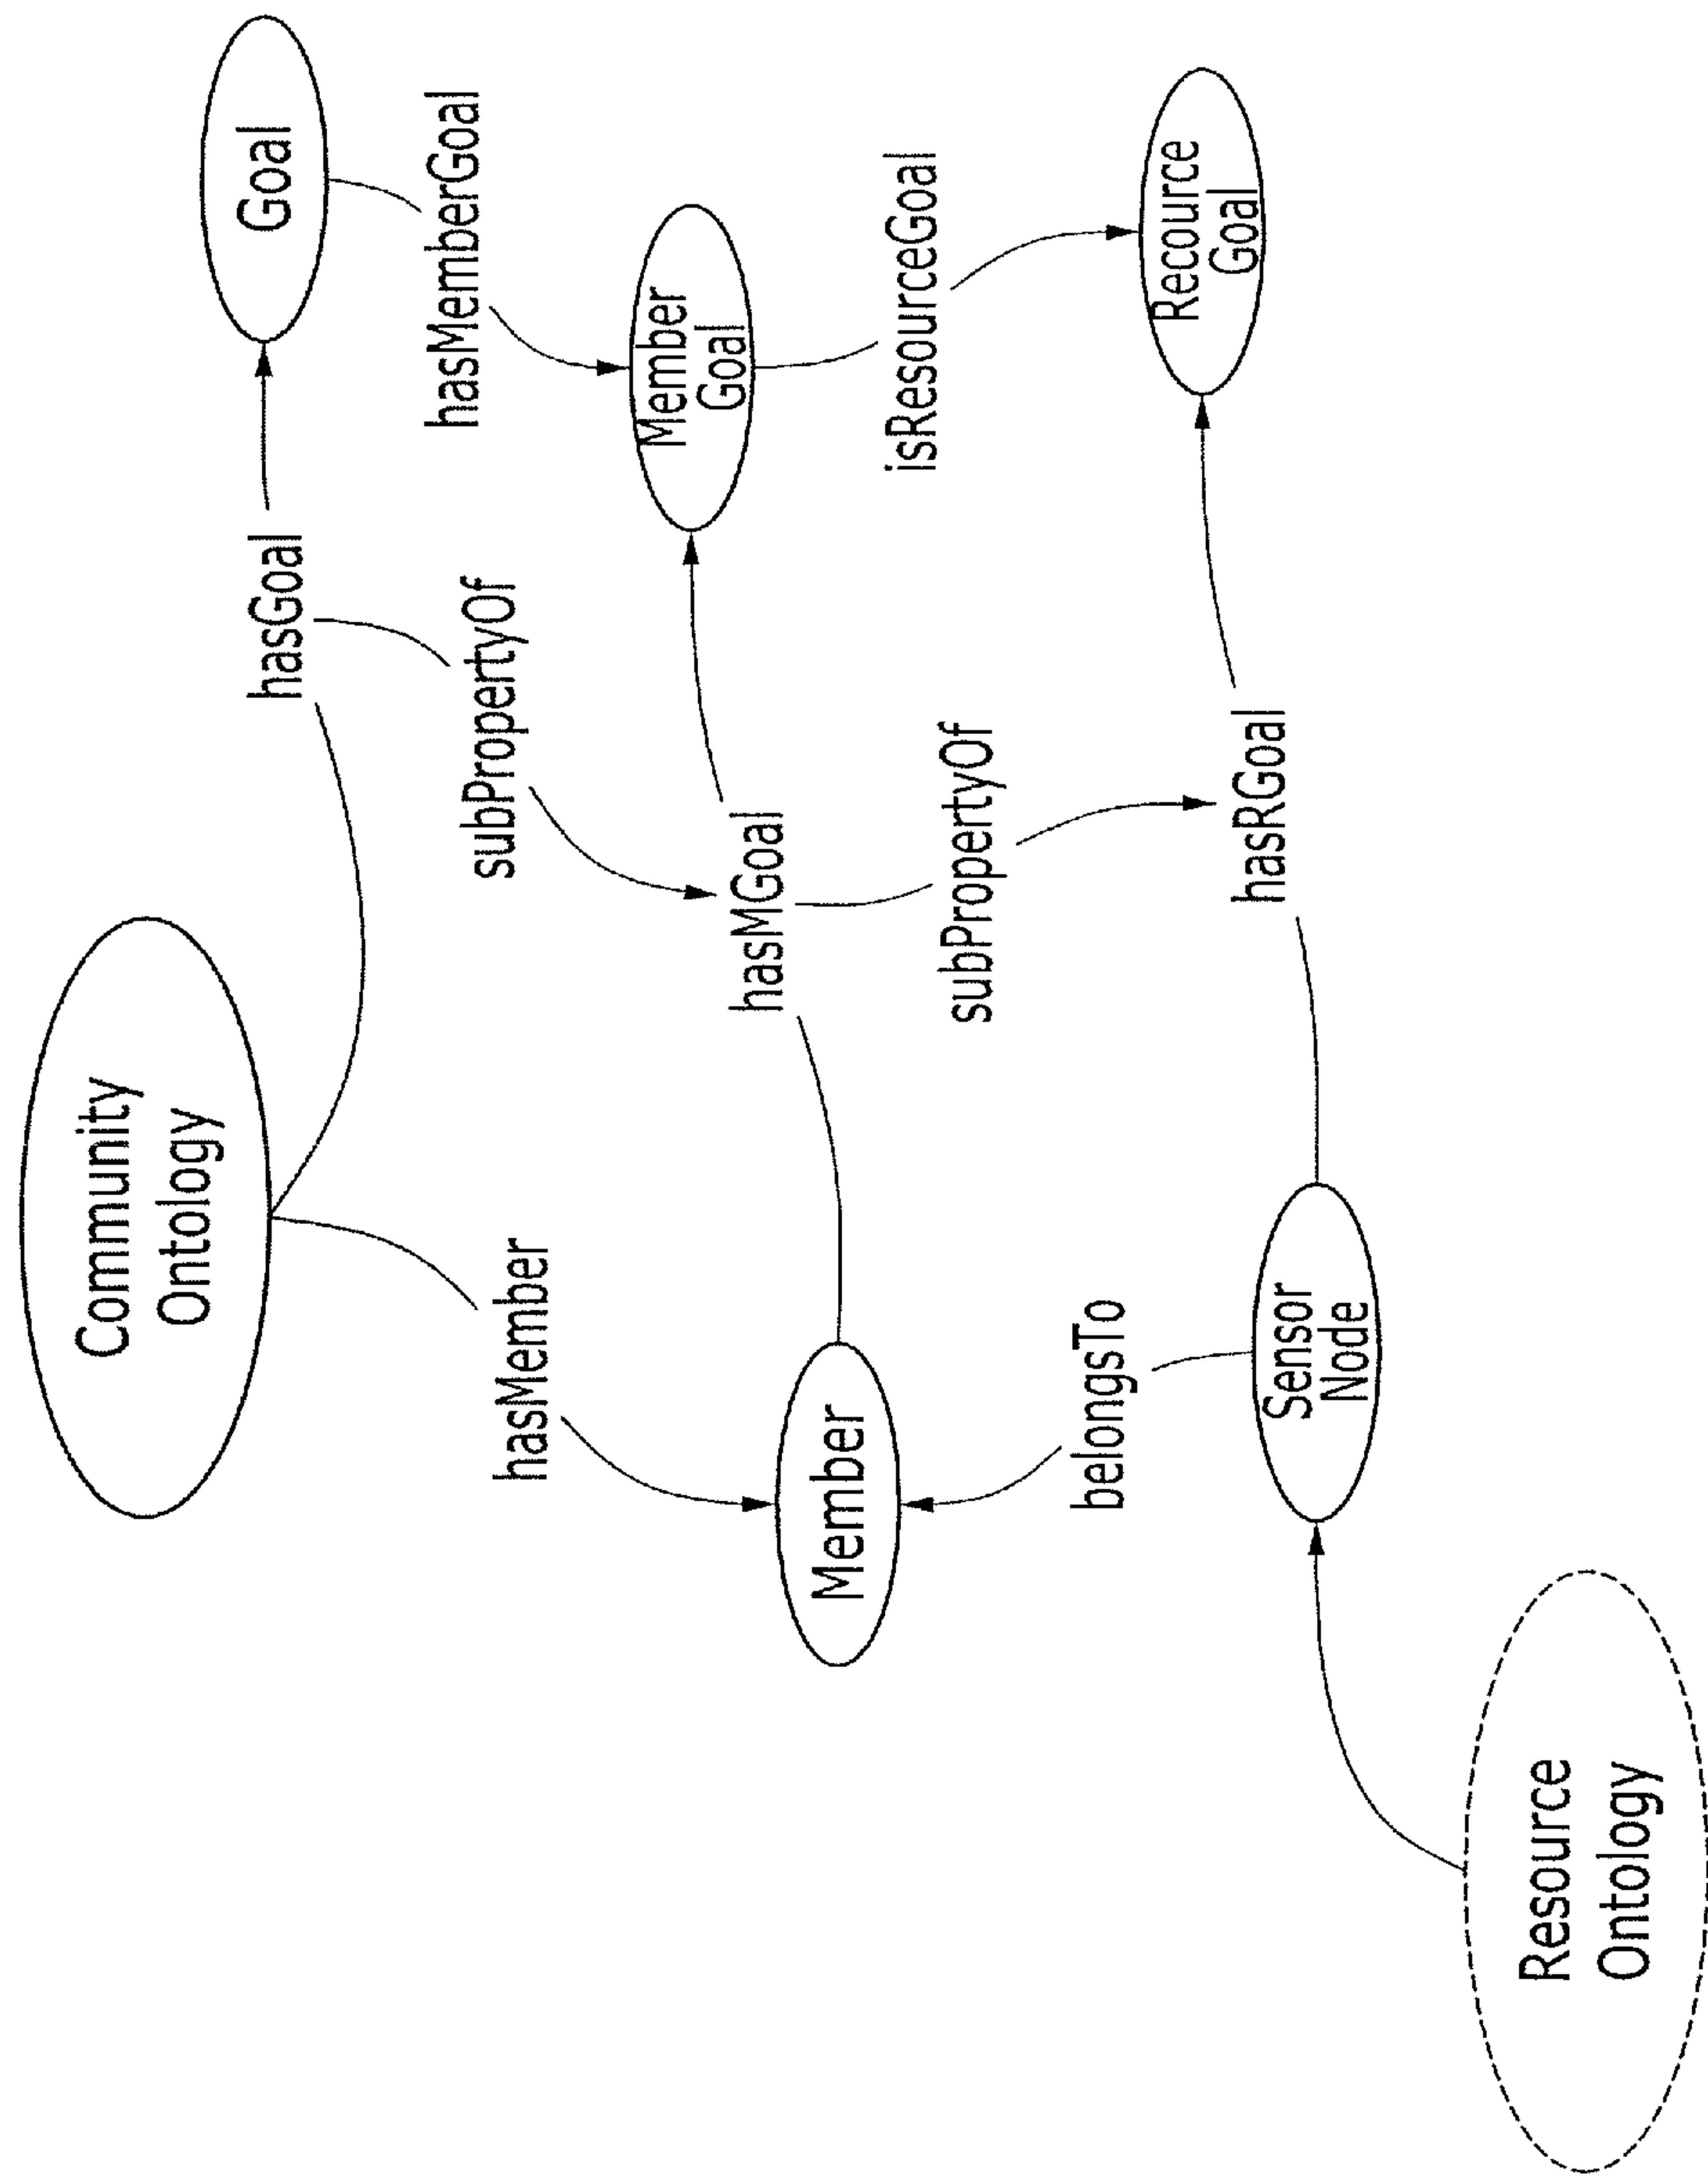 Community
Ontology
hasGoal
Goal
hasMember
subPropertyOf
hasMemberGoal
Member
hasMGoal
Member
Goal
belongsTo
subPropertyOf
isResourceGoal
Sensor
Node
hasRGoal
Recource
Goal
Resource
Ontology